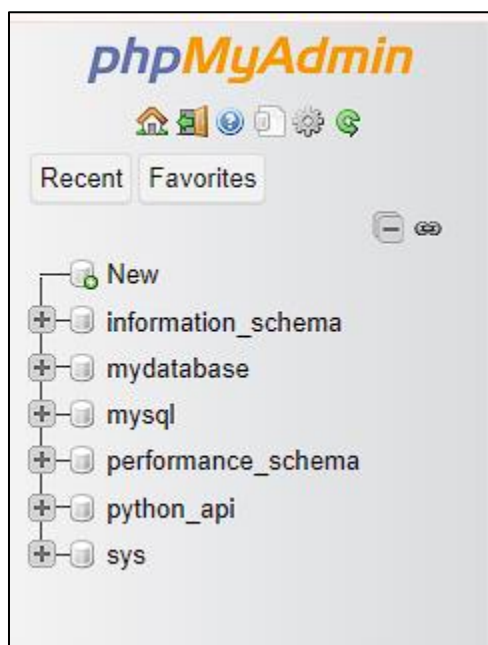 phpMyAdmin
Recent Favorites
New
information_schema
mydatabase
mysql
performance_schema
python_api
sys